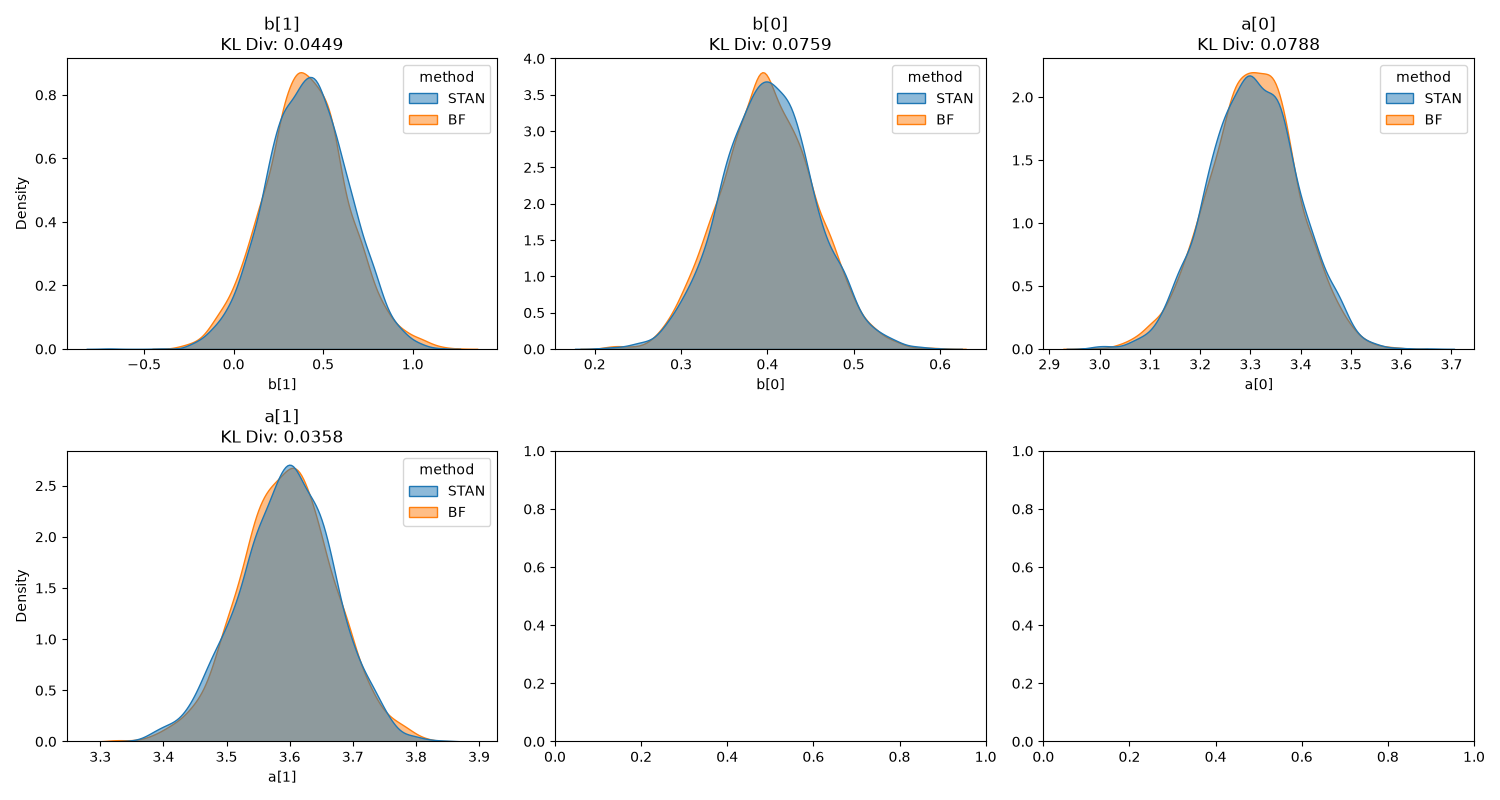 b[1]
KL Div: 0.0449
method
STAN
BF
Density
0.8
0.6
0.4
0.2
0.0
−0.5 0.0 0.5 1.0
b[1]
b[0]
KL Div: 0.0759
method
STAN
BF
4.0
3.5
3.0
2.5
2.0
1.5
1.0
0.5
0.0
0.2 0.3 0.4 0.5 0.6
b[0]
a[0]
KL Div: 0.0788
method
STAN
BF
2.0
1.5
1.0
0.5
0.0
2.9 3.0 3.1 3.2 3.3 3.4 3.5 3.6 3.7
a[0]
a[1]
KL Div: 0.0358
method
STAN
BF
Density
2.5
2.0
1.5
1.0
0.5
0.0
3.3 3.4 3.5 3.6 3.7 3.8 3.9
a[1]
1.0
0.8
0.6
0.4
0.2
0.0
0.0 0.2 0.4 0.6 0.8 1.0
1.0
0.8
0.6
0.4
0.2
0.0
0.0 0.2 0.4 0.6 0.8 1.0